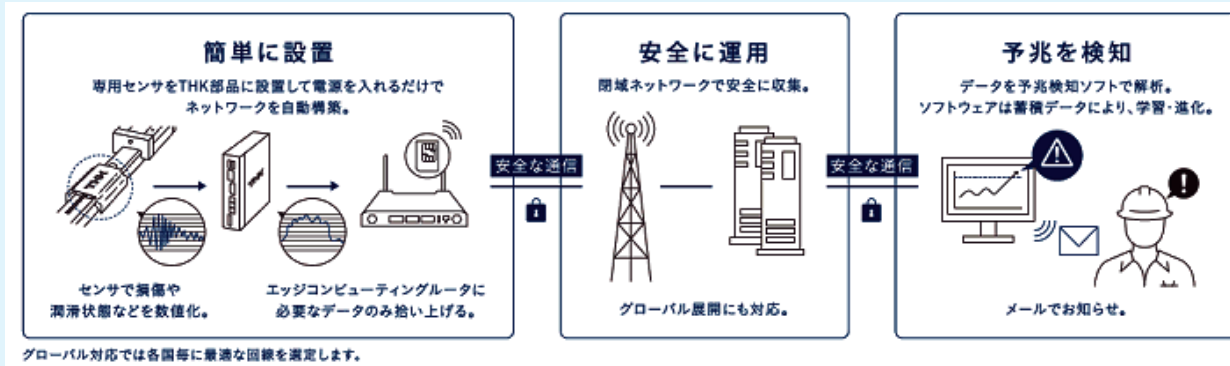 簡単に設置
専用センサをTHK部品に設置して電源を入れるだけで
ネットワークを自動構築。
THK
センサで損傷や
潤滑状態などを数値化。
エッジコンピューティングルータに
必要なデータのみ拾い上げる。
安全な通信
安全に運用
閉域ネットワークで安全に収集。
グローバル展開にも対応。
安全な通信
予兆を検知
データを予兆検知ソフトで解析。
ソフトウェアは蓄積データにより、学習・進化。
メールでお知らせ。
グローバル対応では各国毎に最適な回線を選定します。